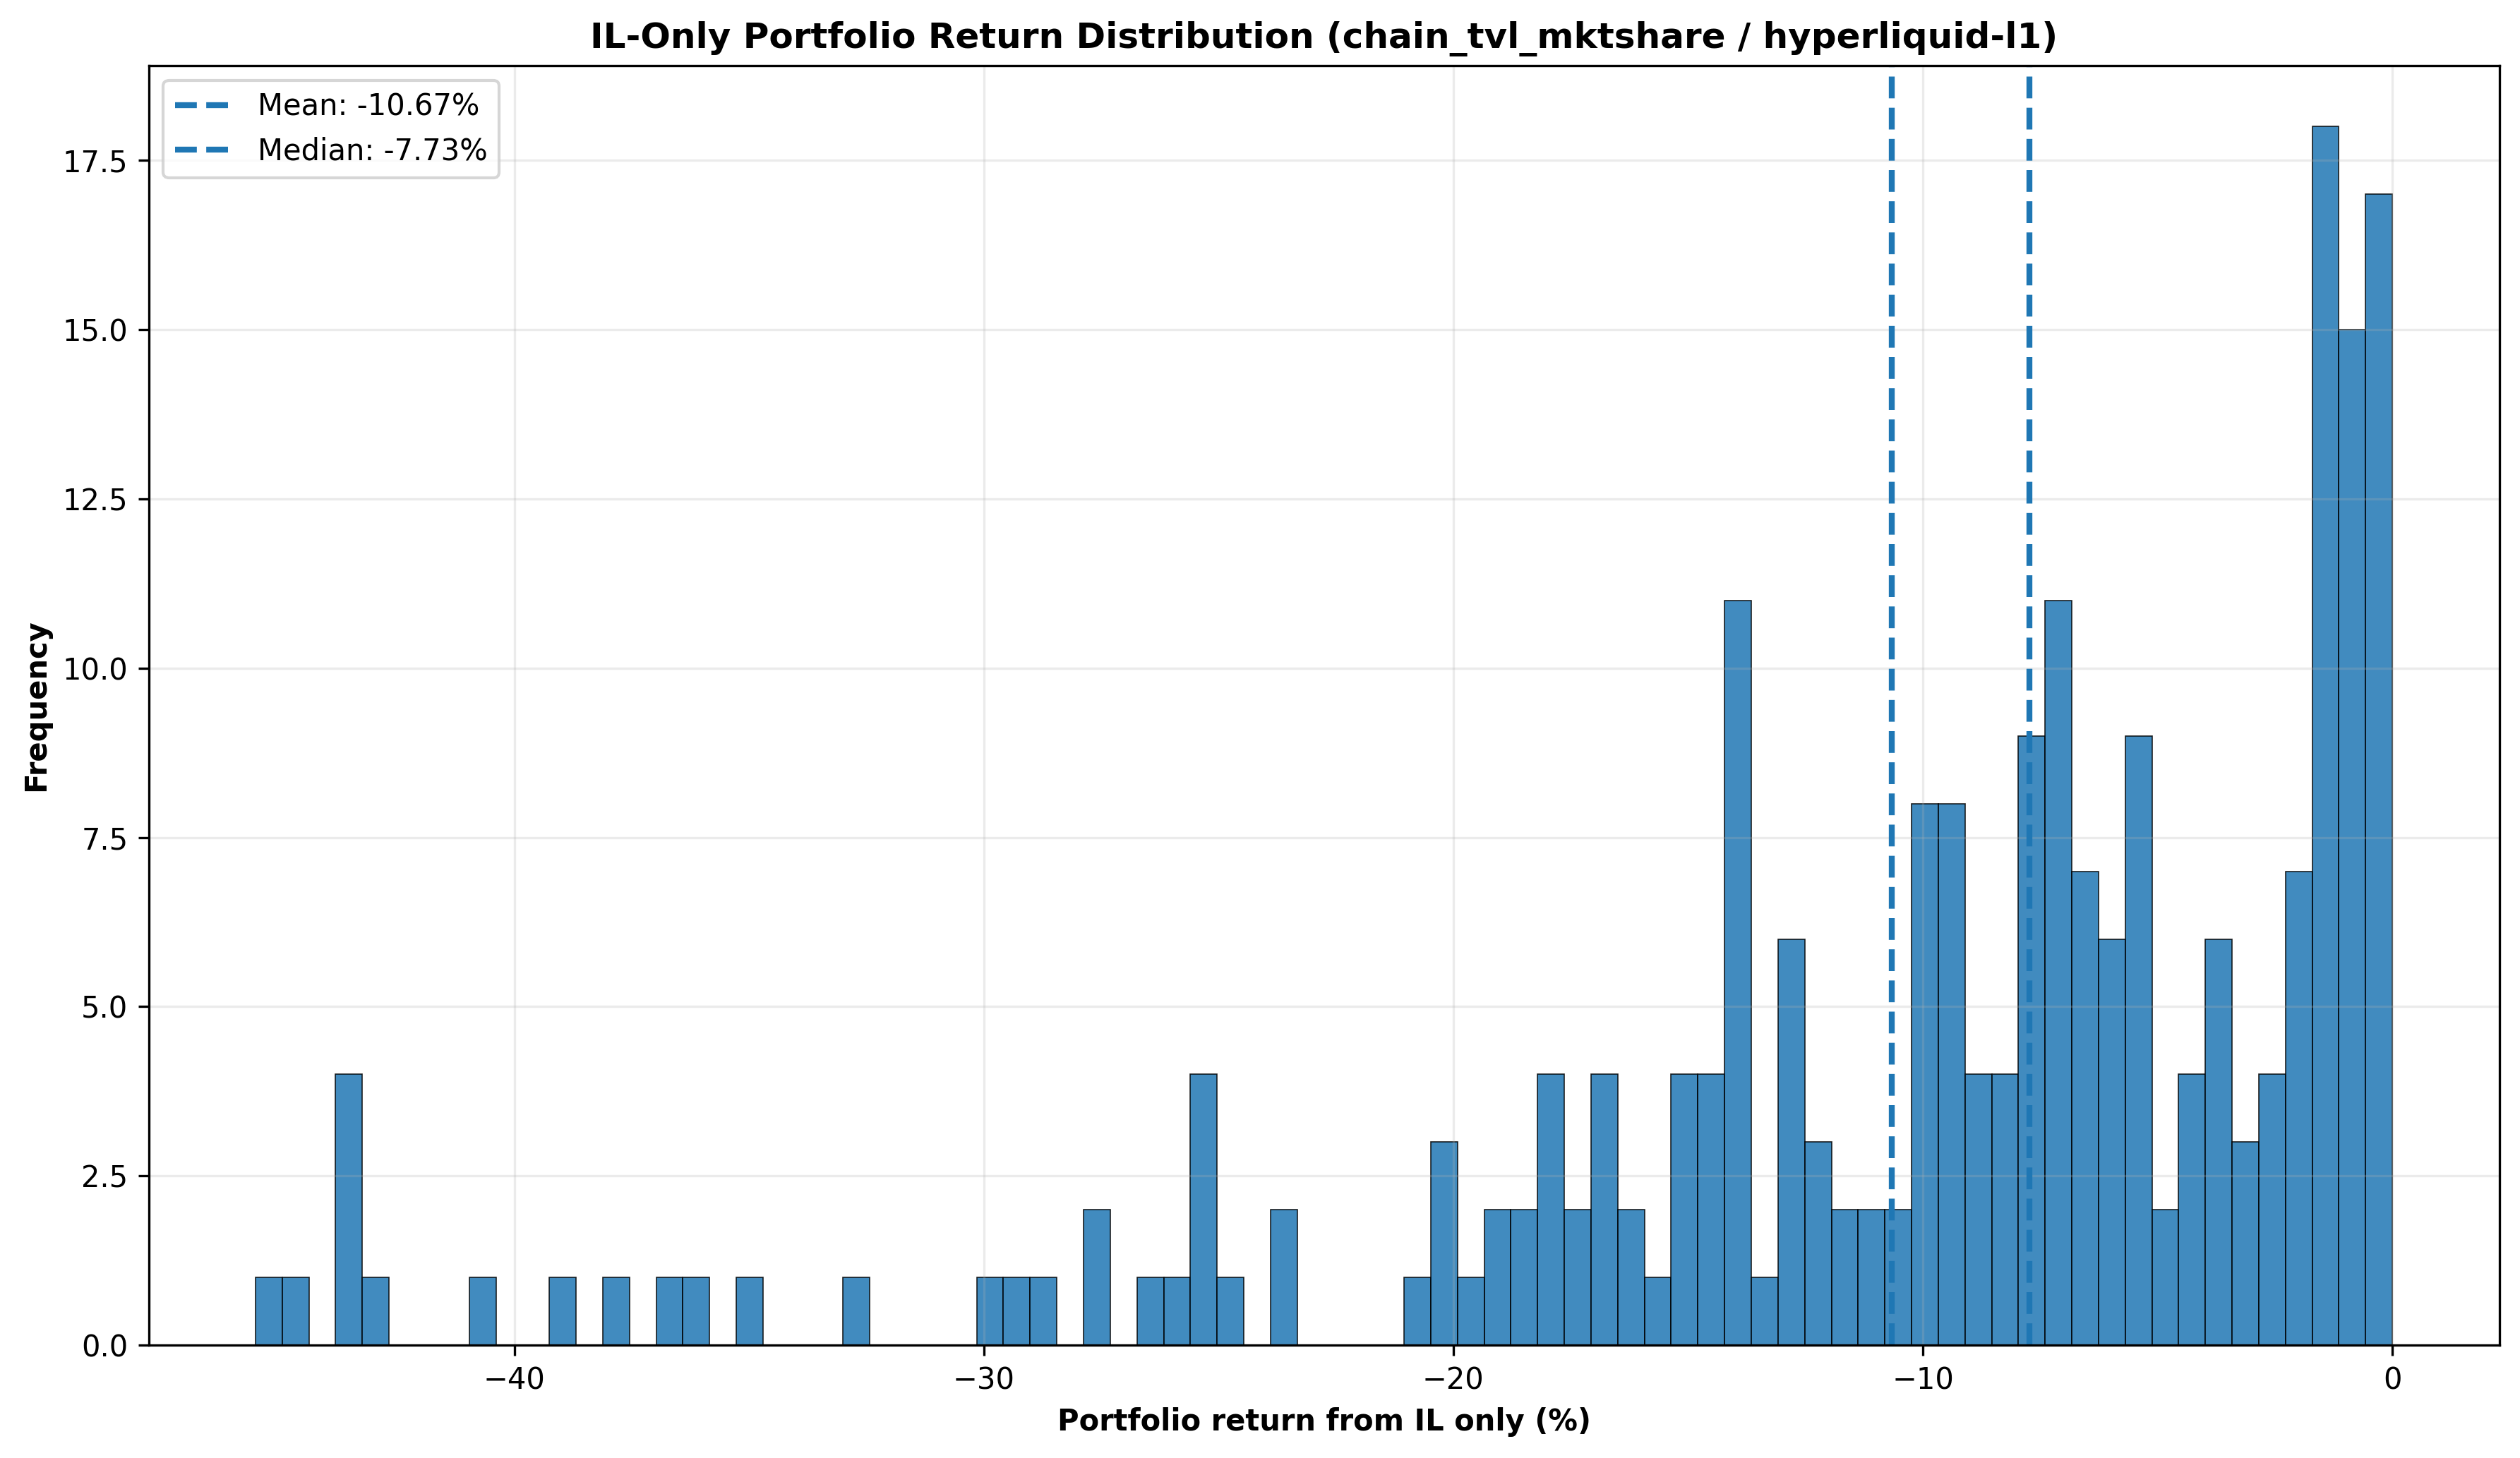 IL-Only Portfolio Return Distribution (chain_tvl_mktshare / hyperliquid-l1)
Mean: -10.67%
Median: -7.73%
17.5
15.0
12.5
10.0
7.5
5.0
2.5
0.0
Frequency
−40
−30
−20
−10
0
Portfolio return from IL only (%)